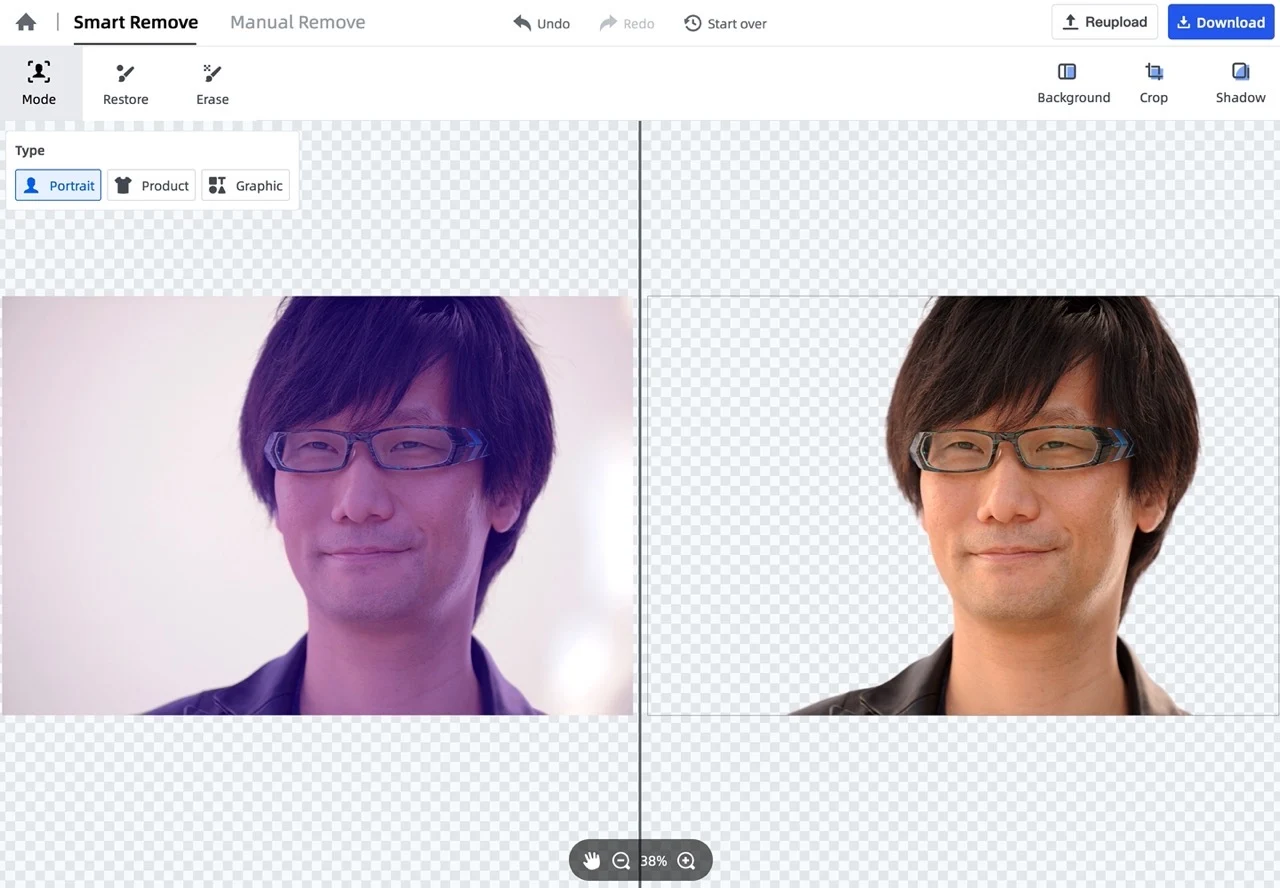 Smart Remove Manual Remove Undo Redo Start over Reupload Download
Mode Restore Erase Background Crop Shadow
Type
Portrait Product Graphic
38%